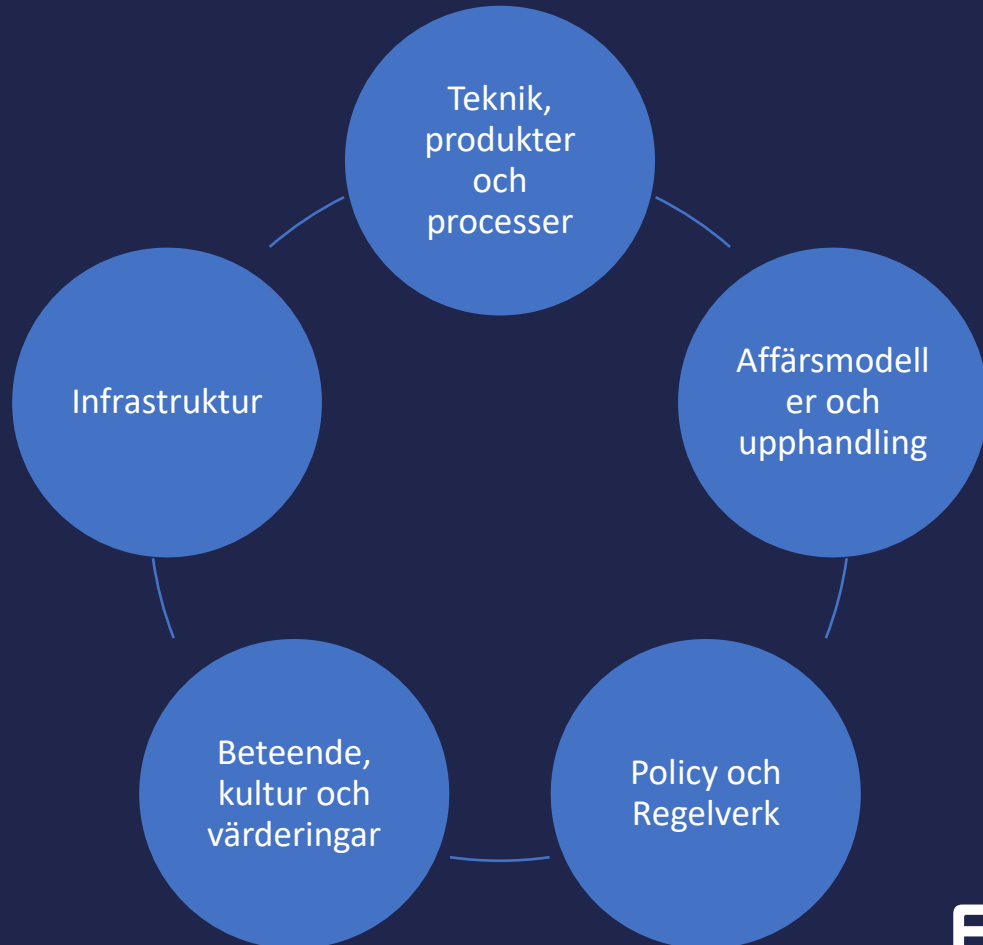 Teknik,
produkter
och
processer
Affärsmodell
er och
upphandling
Infrastruktur
Beteende,
kultur och
värderingar
Policy och
Regelverk